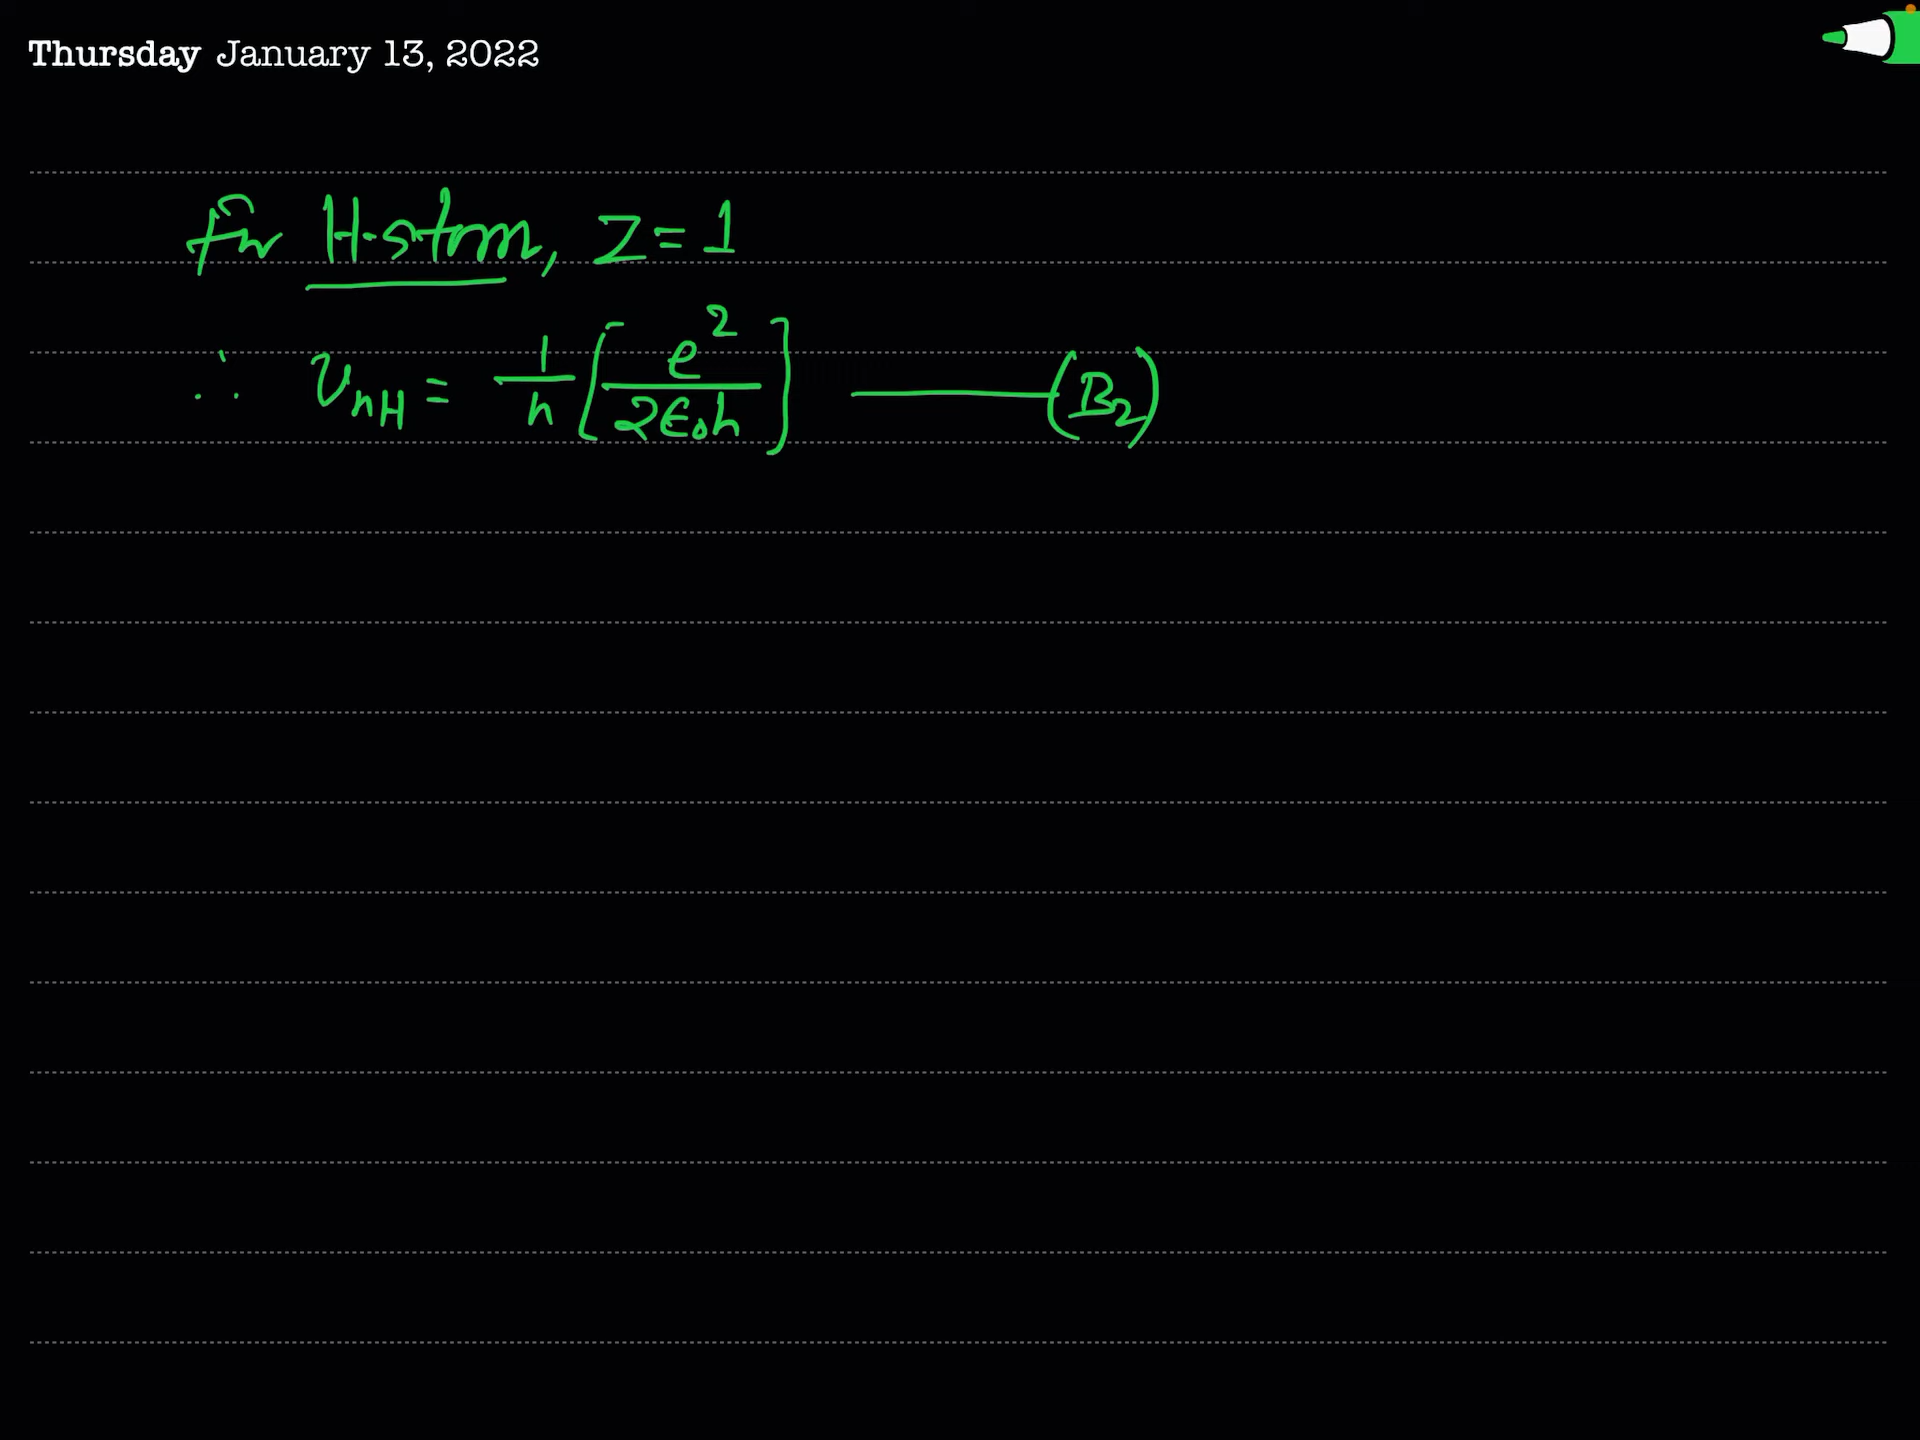 Thursday January 13, 2022
for H-atom, Z = 1
∴ v_nH = 1/n [e²/2ε₀h] ——— (B₂)